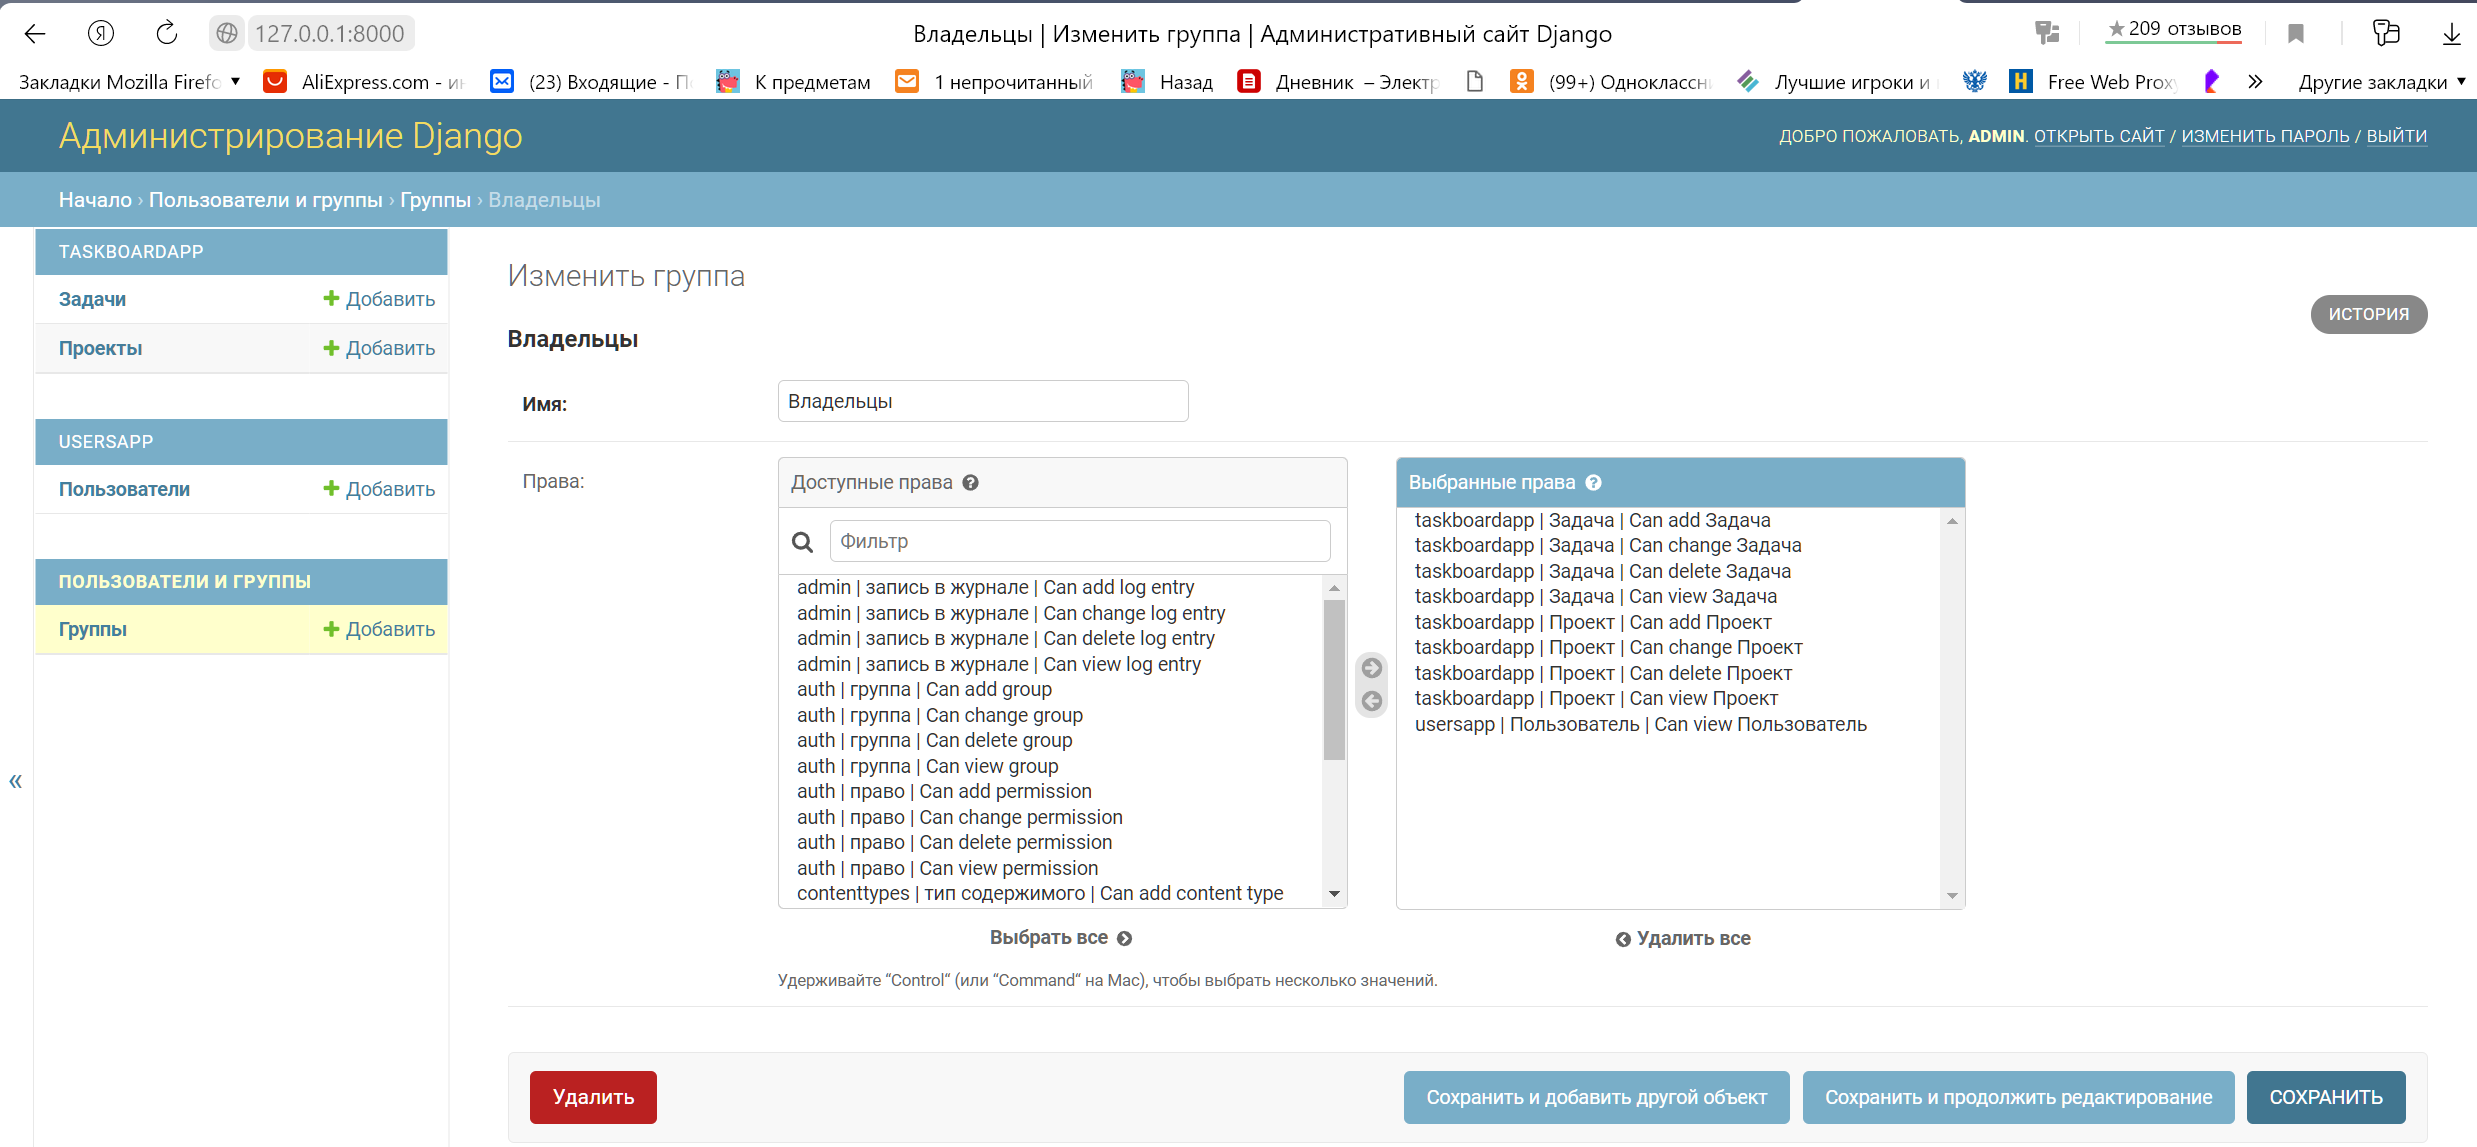 127.0.0.1:8000 Владельцы | Изменить группа | Административный сайт Django 209 отзывов
Закладки Mozilla Firefo AliExpress.com - ин (23) Входящие - По К предметам 1 непрочитанный Назад Дневник – Электр (99+) Одноклассни Лучшие игроки и Free Web Proxy Другие закладки
Администрирование Django ДОБРО ПОЖАЛОВАТЬ, ADMIN. ОТКРЫТЬ САЙТ / ИЗМЕНИТЬ ПАРОЛЬ / ВЫЙТИ
Начало › Пользователи и группы › Группы › Владельцы
TASKBOARDAPP
Задачи Добавить
Проекты Добавить
USERSAPP
Пользователи Добавить
ПОЛЬЗОВАТЕЛИ И ГРУППЫ
Группы Добавить
«
Изменить группа
ИСТОРИЯ
Владельцы
Имя: Владельцы
Права:
Доступные права
Фильтр
admin | запись в журнале | Can add log entry
admin | запись в журнале | Can change log entry
admin | запись в журнале | Can delete log entry
admin | запись в журнале | Can view log entry
auth | группа | Can add group
auth | группа | Can change group
auth | группа | Can delete group
auth | группа | Can view group
auth | право | Can add permission
auth | право | Can change permission
auth | право | Can delete permission
auth | право | Can view permission
contenttypes | тип содержимого | Can add content type
Выбрать все
Выбранные права
taskboardapp | Задача | Can add Задача
taskboardapp | Задача | Can change Задача
taskboardapp | Задача | Can delete Задача
taskboardapp | Задача | Can view Задача
taskboardapp | Проект | Can add Проект
taskboardapp | Проект | Can change Проект
taskboardapp | Проект | Can delete Проект
taskboardapp | Проект | Can view Проект
usersapp | Пользователь | Can view Пользователь
Удалить все
Удерживайте “Control“ (или “Command“ на Mac), чтобы выбрать несколько значений.
Удалить Сохранить и добавить другой объект Сохранить и продолжить редактирование СОХРАНИТЬ